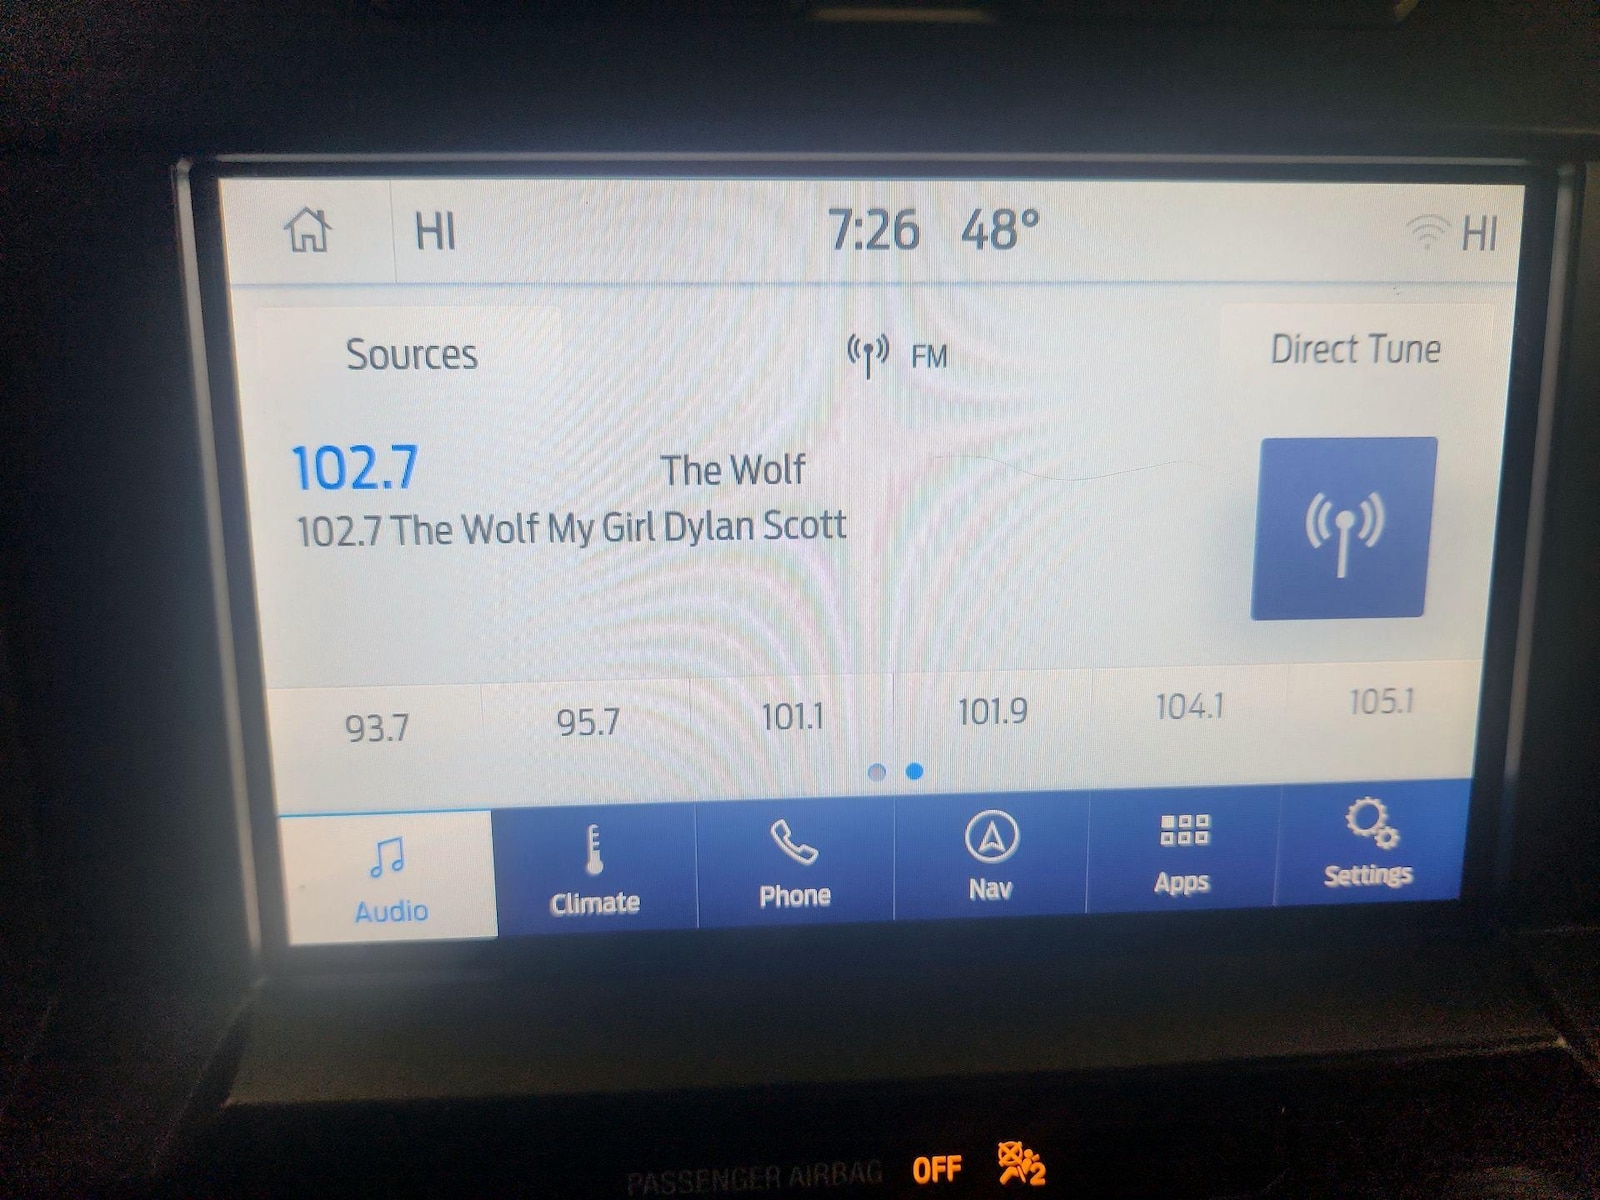 HI 7:26 48° HI
Sources FM Direct Tune
102.7 The Wolf
102.7 The Wolf My Girl Dylan Scott
93.7 95.7 101.1 101.9 104.1 105.1
Audio Climate Phone Nav Apps Settings
PASSENGER AIRBAG OFF 2